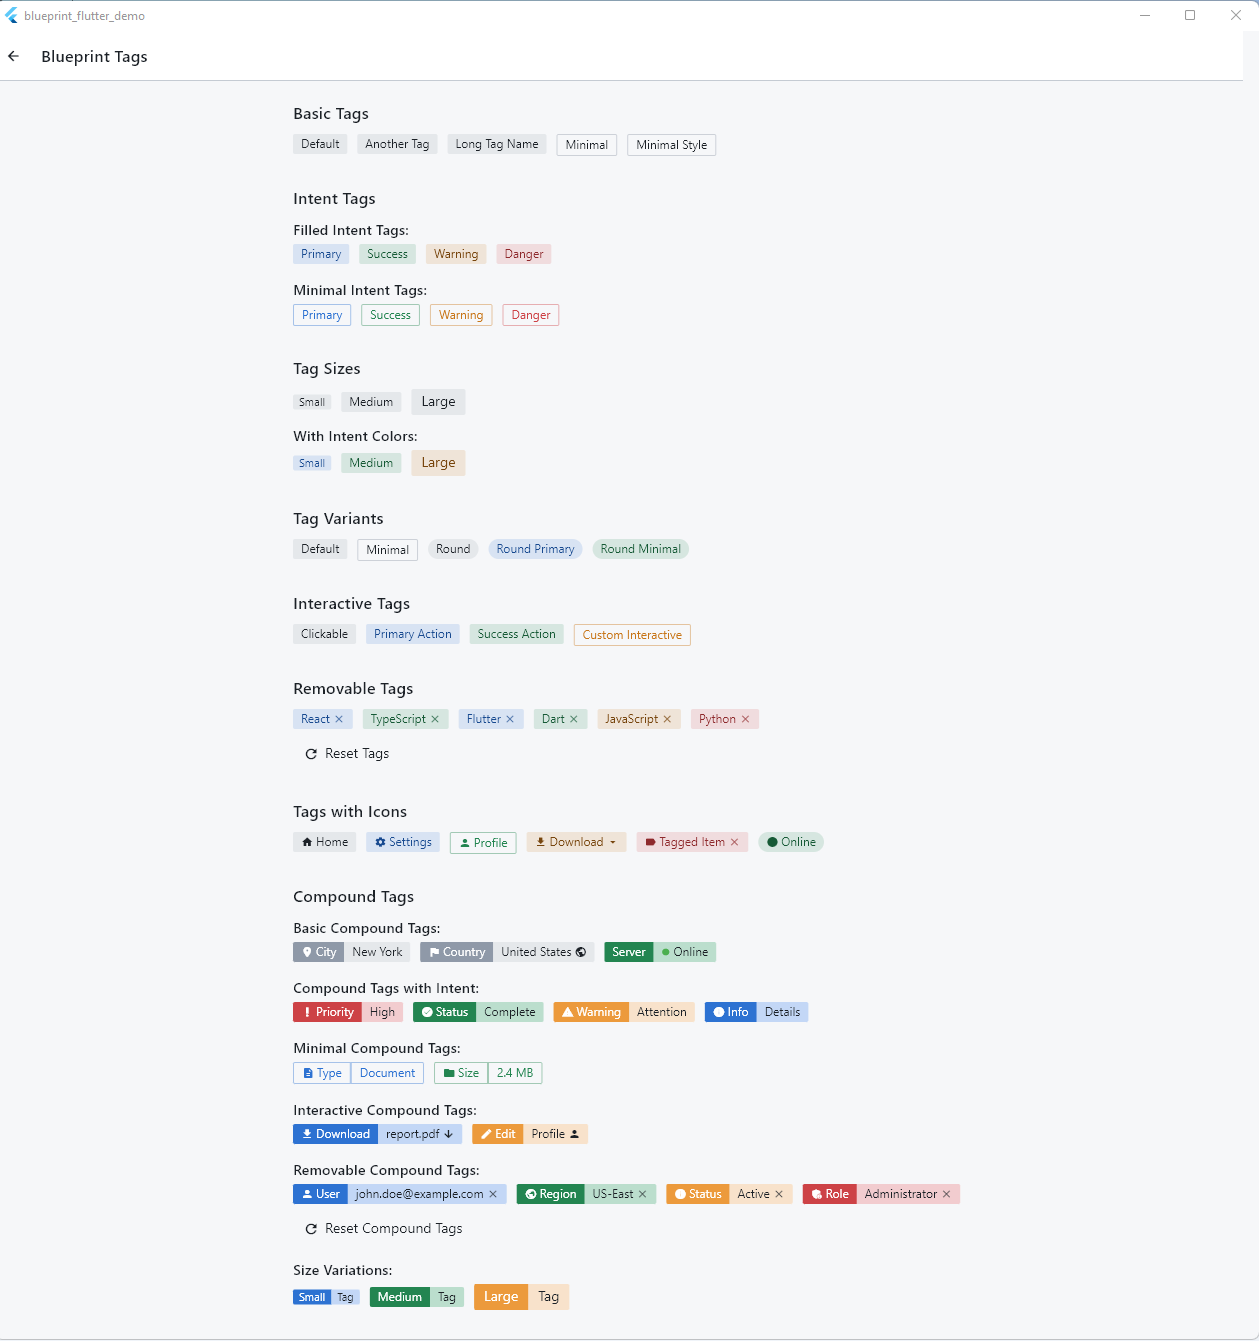 blueprint_flutter_demo
Blueprint Tags
Basic Tags
Default Another Tag Long Tag Name Minimal Minimal Style
Intent Tags
Filled Intent Tags:
Primary Success Warning Danger
Minimal Intent Tags:
Primary Success Warning Danger
Tag Sizes
Small Medium Large
With Intent Colors:
Small Medium Large
Tag Variants
Default Minimal Round Round Primary Round Minimal
Interactive Tags
Clickable Primary Action Success Action Custom Interactive
Removable Tags
React TypeScript Flutter Dart JavaScript Python
Reset Tags
Tags with Icons
Home Settings Profile Download Tagged Item Online
Compound Tags
Basic Compound Tags:
City New York Country United States Server Online
Compound Tags with Intent:
Priority High Status Complete Warning Attention Info Details
Minimal Compound Tags:
Type Document Size 2.4 MB
Interactive Compound Tags:
Download report.pdf Edit Profile
Removable Compound Tags:
User john.doe@example.com Region US-East Status Active Role Administrator
Reset Compound Tags
Size Variations:
Small Tag Medium Tag Large Tag